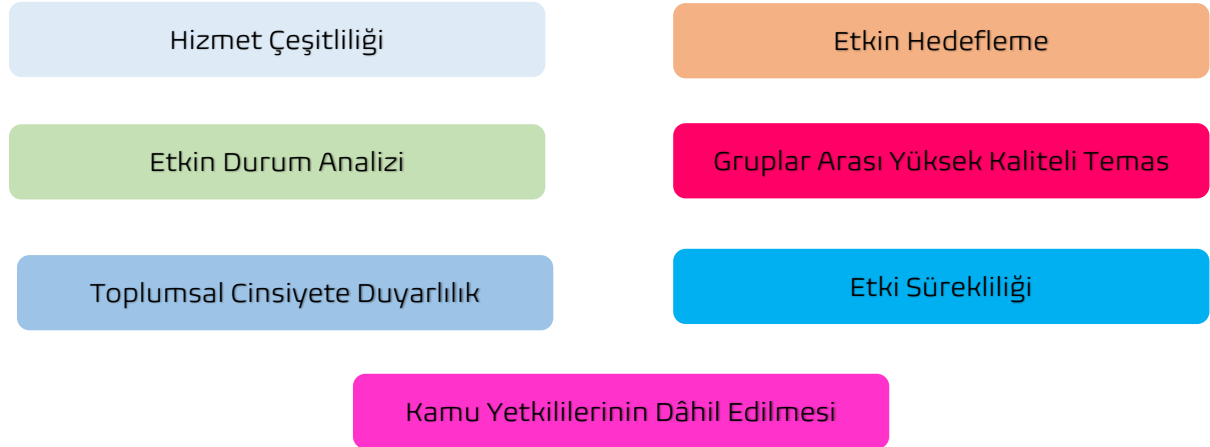 Hizmet Çeşitliliği
Etkin Hedefleme
Etkin Durum Analizi
Gruplar Arası Yüksek Kaliteli Temas
Toplumsal Cinsiyete Duyarlılık
Etki Sürekliliği
Kamu Yetkililerinin Dâhil Edilmesi